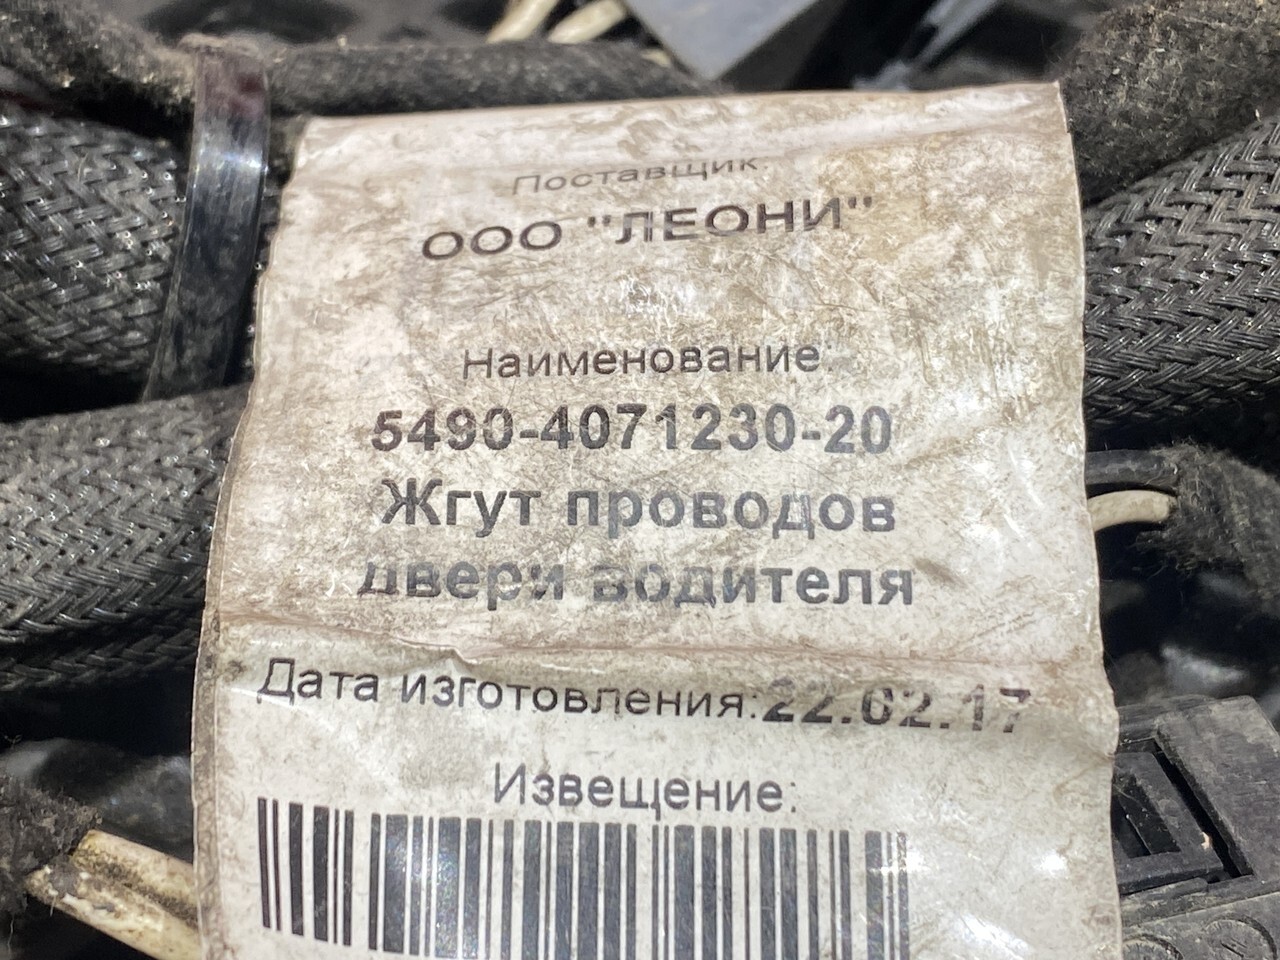 Поставщик:
ООО "ЛЕОНИ"
Наименование:
5490-4071230-20
Жгут проводов
двери водителя
Дата изготовления:22.02.17
Извещение: